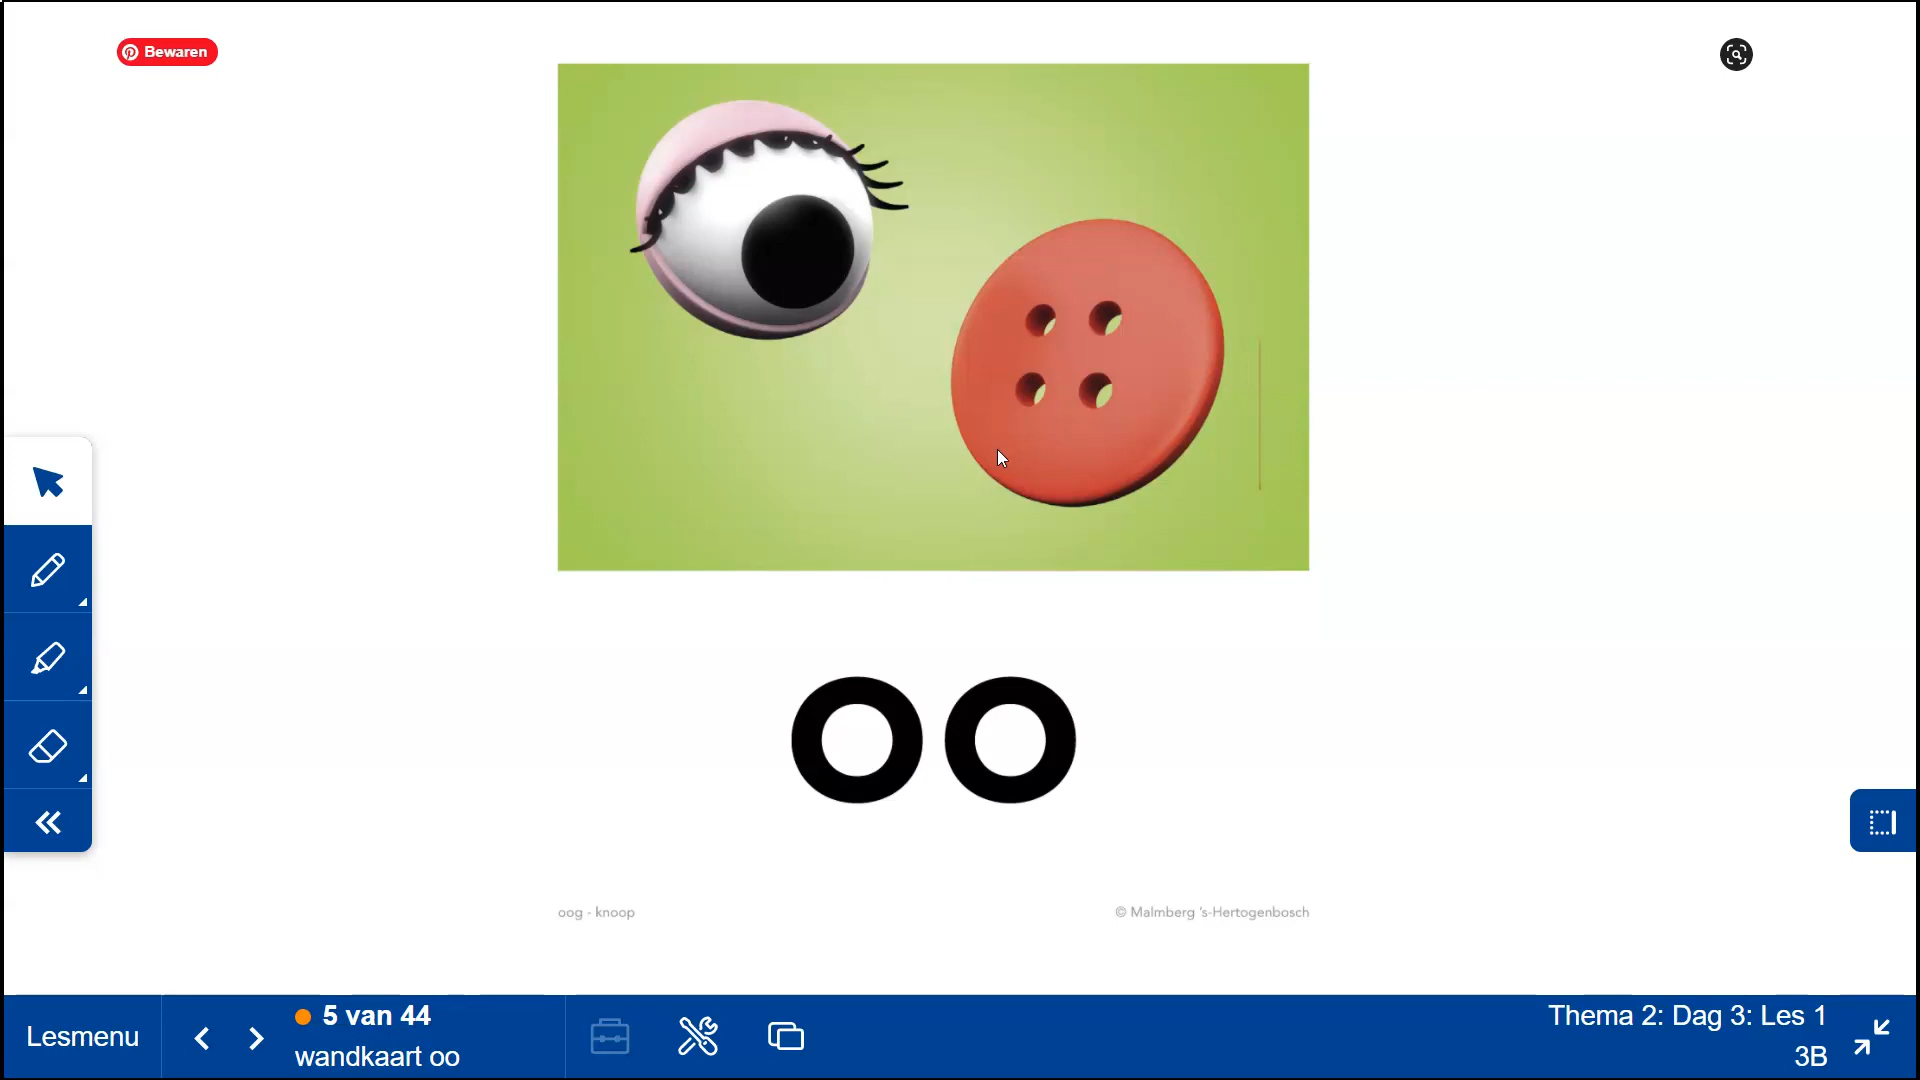 Bewaren
oo
oog - knoop
© Malmberg 's-Hertogenbosch
Lesmenu
5 van 44
wandkaart oo
Thema 2: Dag 3: Les 1
3B